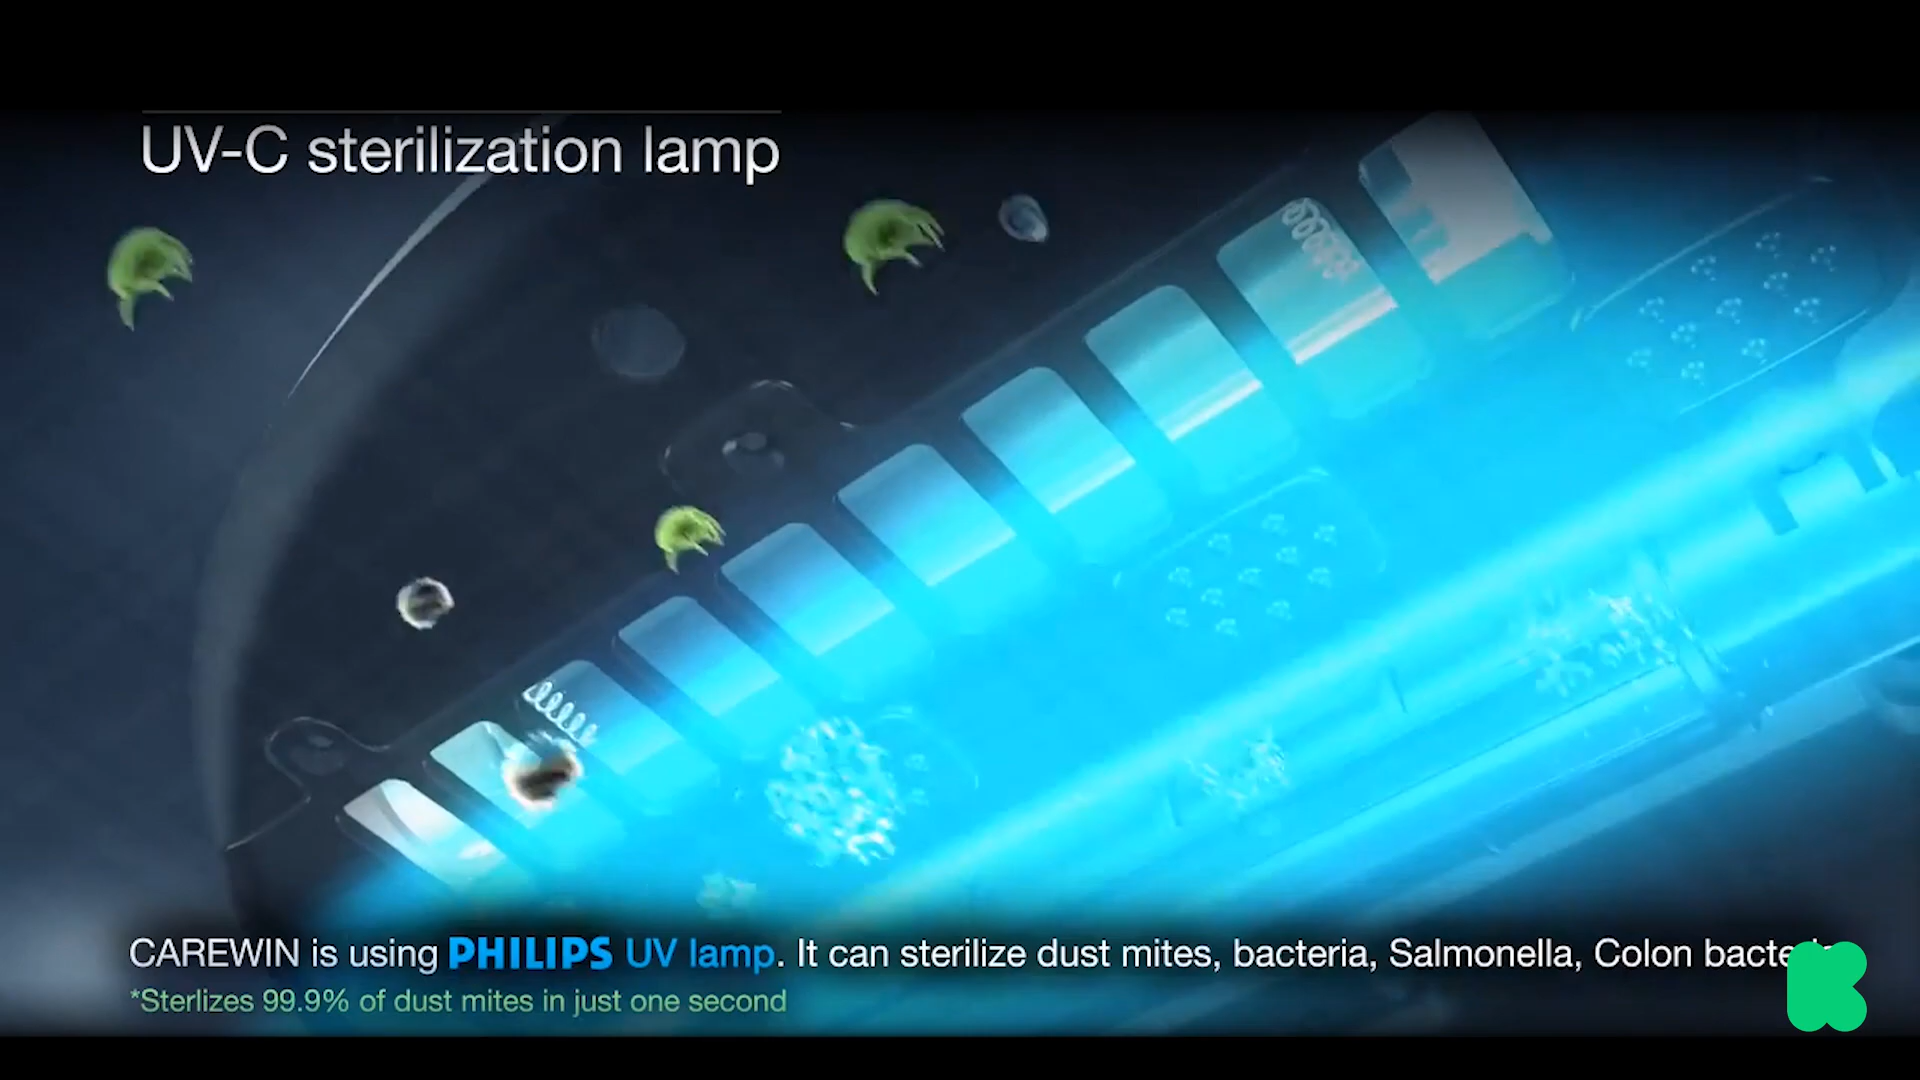 UV-C sterilization lamp
CAREWIN is using PHILIPS UV lamp. It can sterilize dust mites, bacteria, Salmonella, Colon
*Sterlizes 99.9% of dust mites in just one second
K